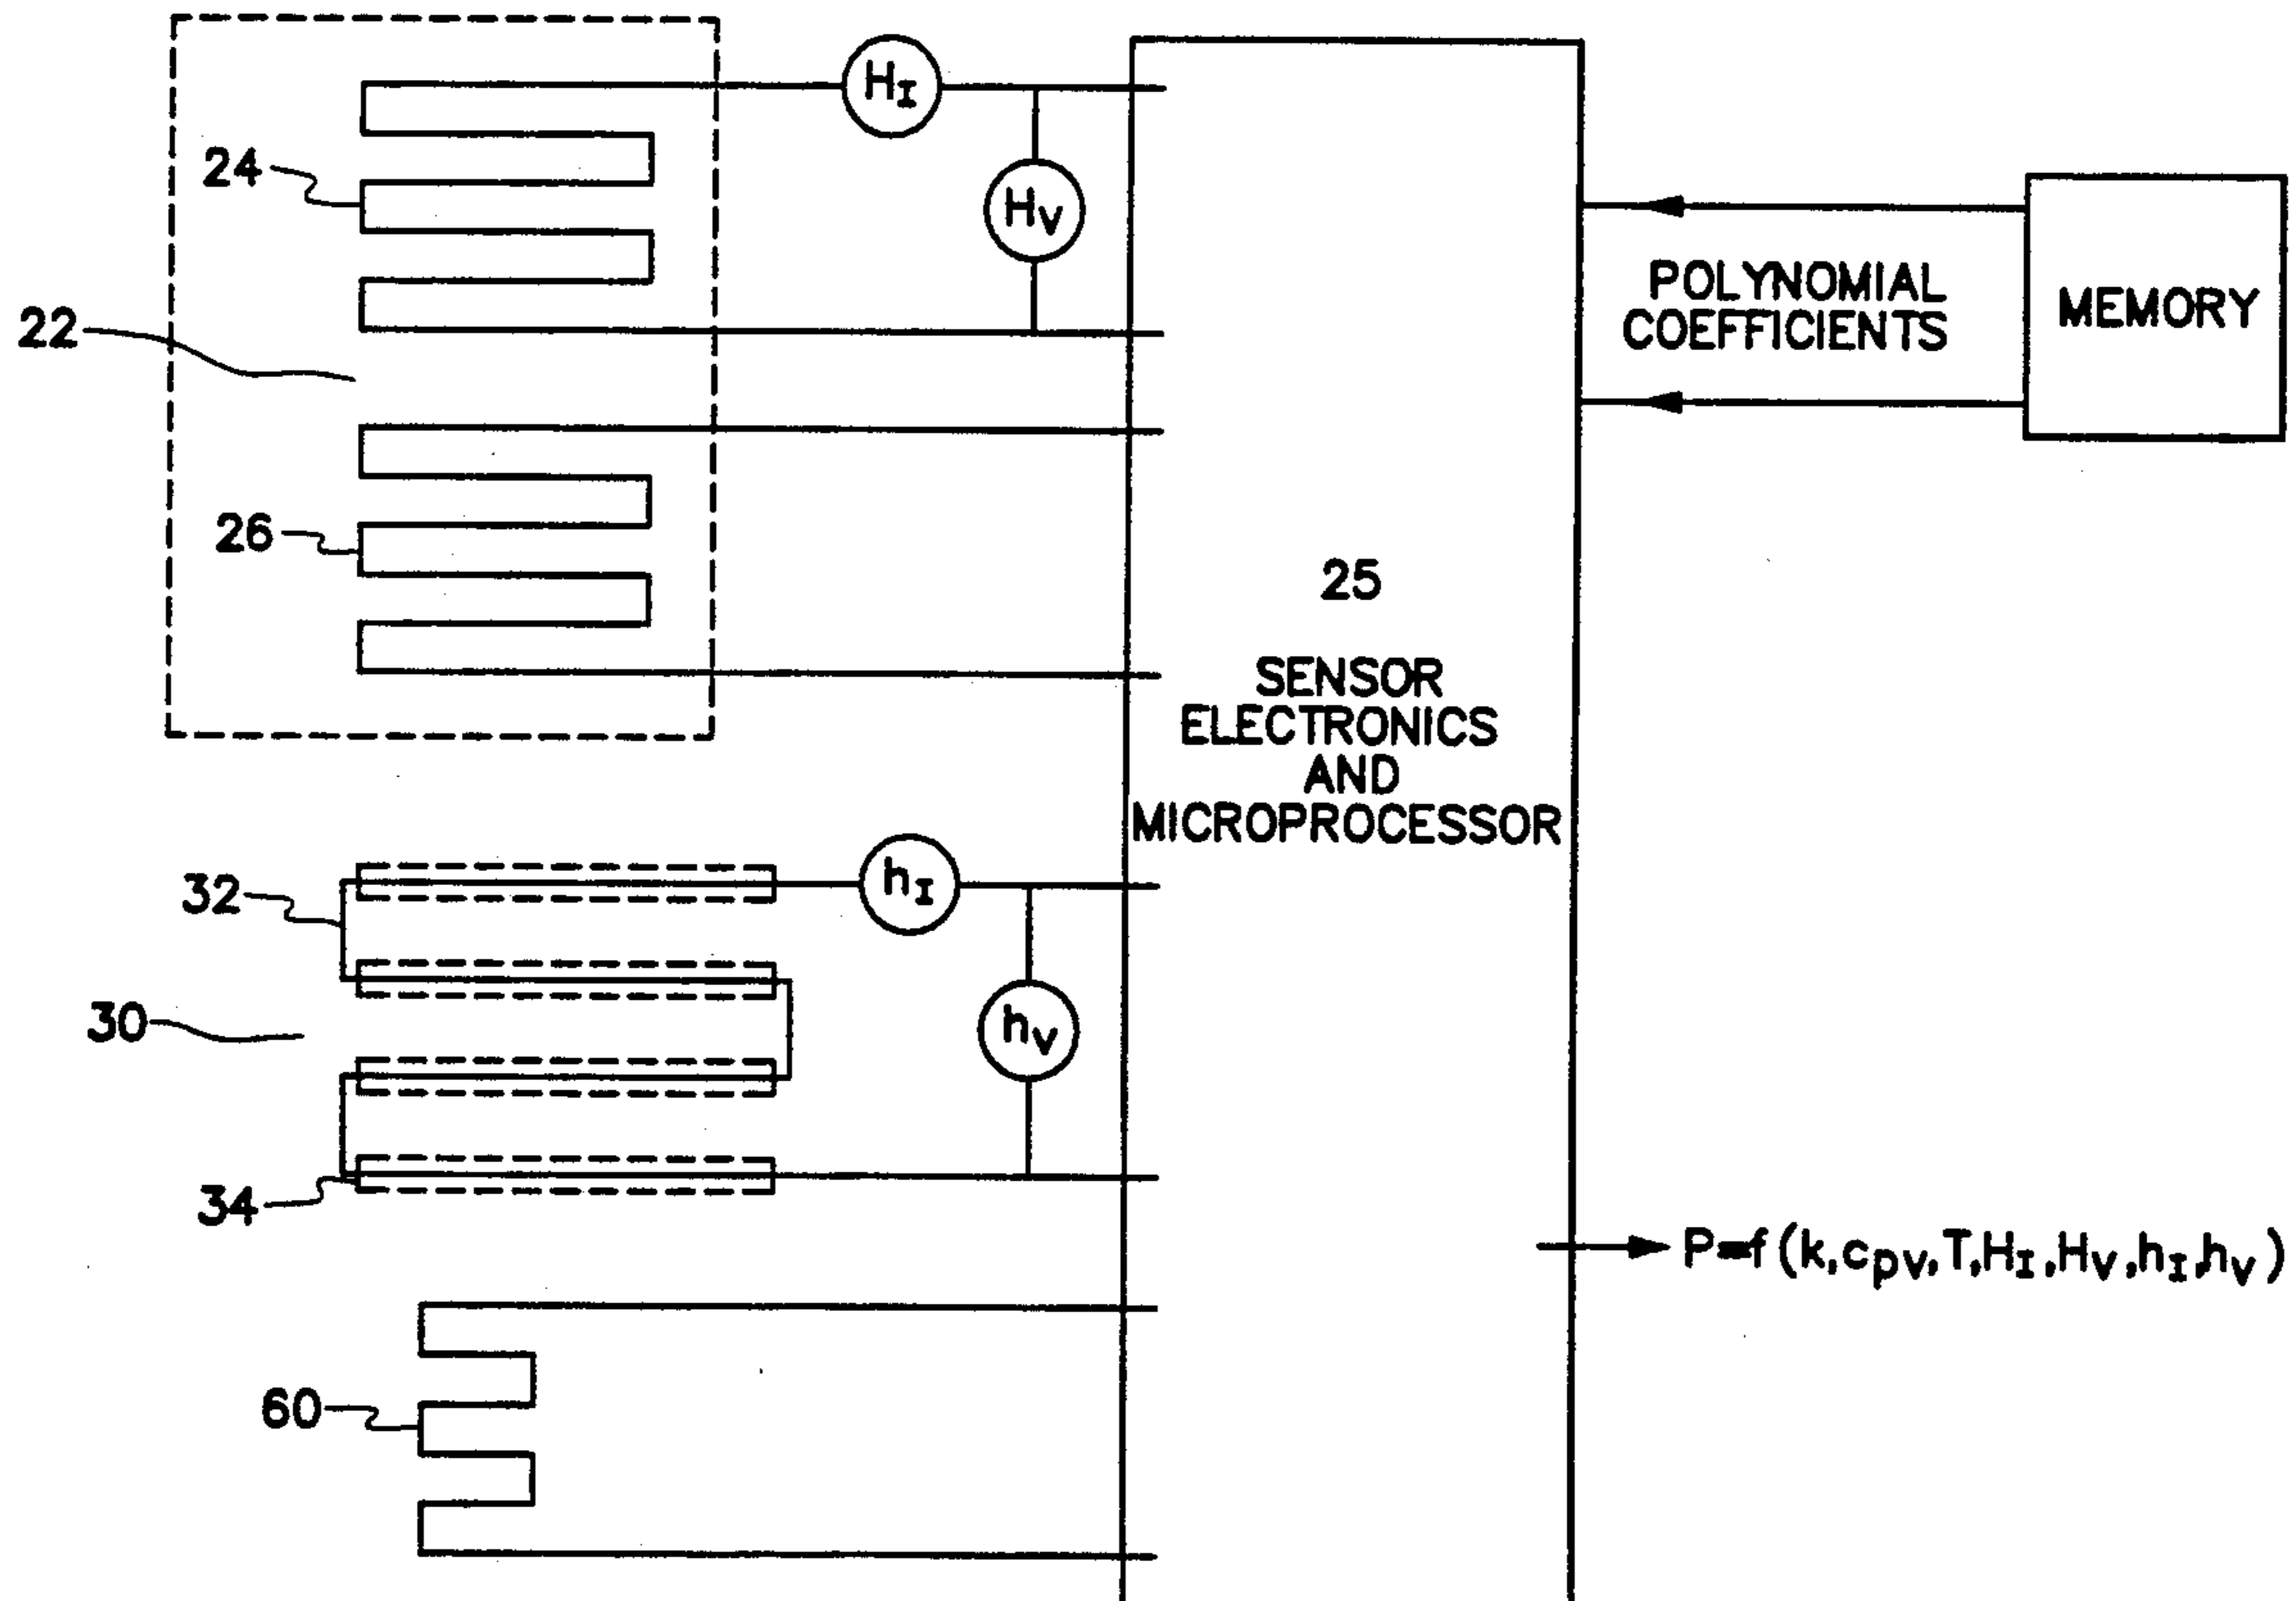 24
22
26
H_I
H_V
32
30
34
h_I
h_V
60
25
SENSOR
ELECTRONICS
AND
MICROPROCESSOR
POLYNOMIAL
COEFFICIENTS
MEMORY
P=f(k,c_pv,T,H_I,H_V,h_I,h_v)